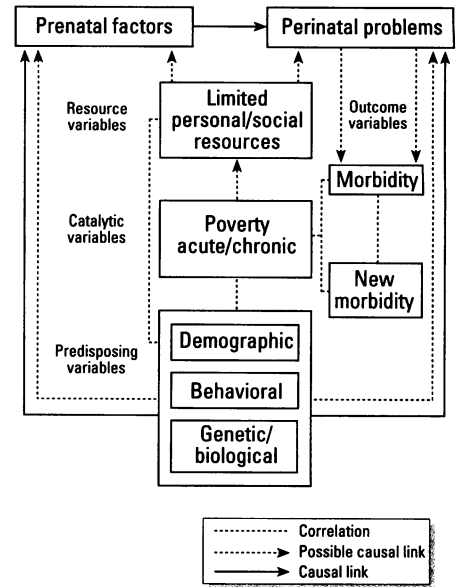 Prenatal factors
Perinatal problems
Resource
variables
Limited
personal/social
resources
Outcome
variables
Morbidity
Catalytic
variables
Poverty
acute/chronic
New
morbidity
Predisposing
variables
Demographic
Behavioral
Genetic/
biological
Correlation
Possible causal link
Causal link